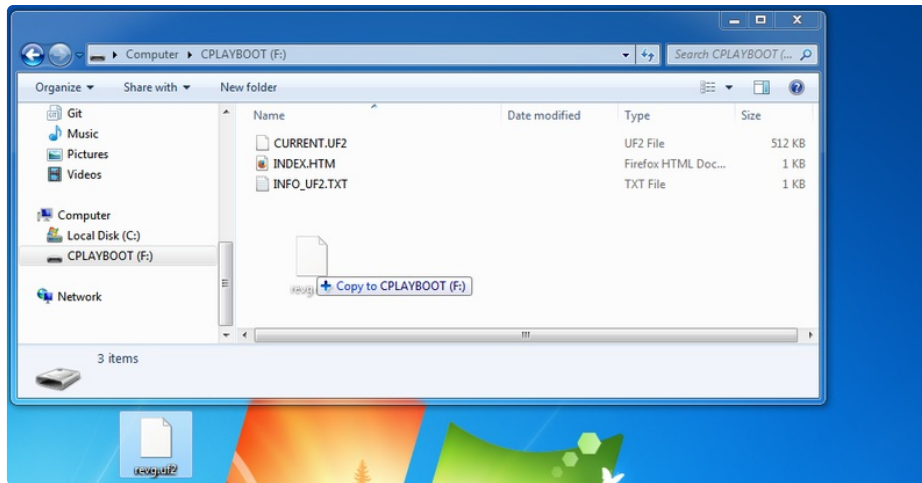 Computer CPLAYBOOT (F:)
Search CPLAYBOOT (...
Organize Share with New folder
Git
Music
Pictures
Videos
Computer
Local Disk (C:)
CPLAYBOOT (F:)
Network
Name Date modified Type Size
CURRENT.UF2 UF2 File 512 KB
INDEX.HTM Firefox HTML Doc... 1 KB
INFO_UF2.TXT TXT File 1 KB
Copy to CPLAYBOOT (F:)
3 items
revg.uf2